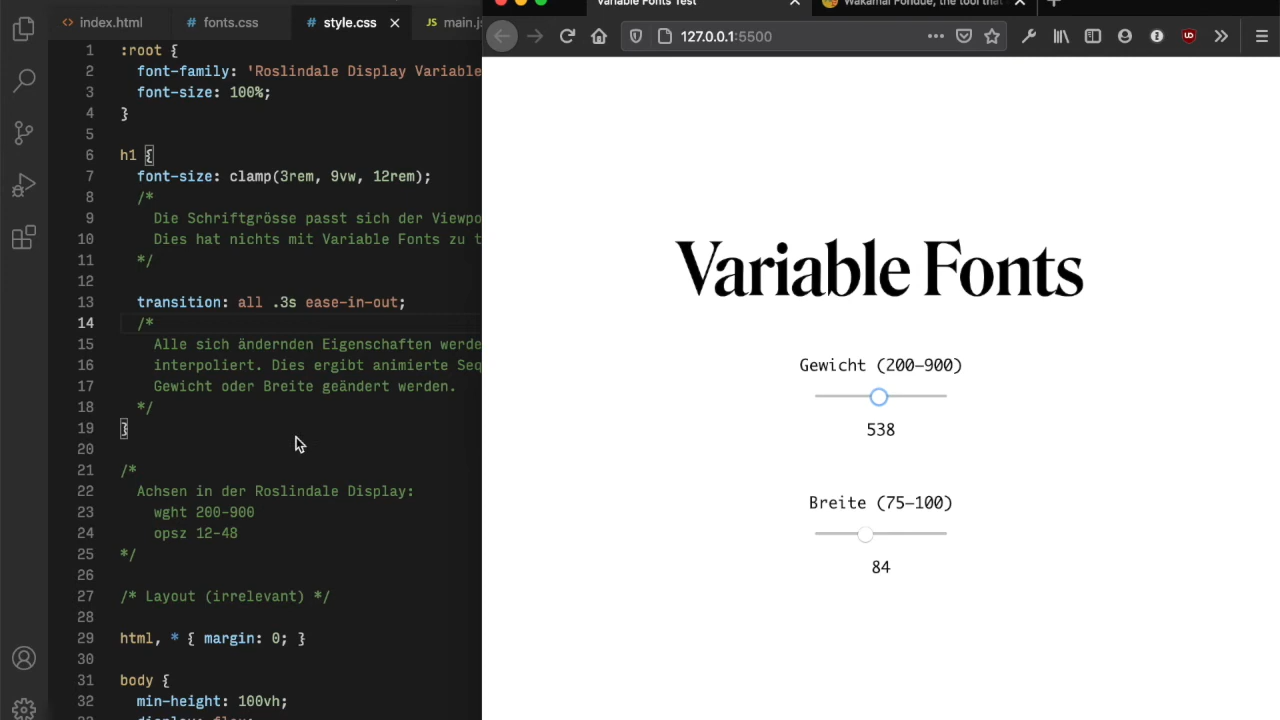 index.html
fonts.css
style.css
JS main.js
1 :root {
2 font-family: 'Roslindale Display Variable
3 font-size: 100%;
4 }
5
6 h1 {
7 font-size: clamp(3rem, 9vw, 12rem);
8 /*
9 Die Schriftgrösse passt sich der Viewpo
10 Dies hat nichts mit Variable Fonts zu t
11 */
12
13 transition: all .3s ease-in-out;
14 /*
15 Alle sich ändernden Eigenschaften werde
16 interpoliert. Dies ergibt animierte Seq
17 Gewicht oder Breite geändert werden.
18 */
19 }
20
21 /*
22 Achsen in der Roslindale Display:
23 wght 200-900
24 opsz 12-48
25 */
26
27 /* Layout (irrelevant) */
28
29 html, * { margin: 0; }
30
31 body {
32 min-height: 100vh;
33 display: flex;
Variable Fonts Test
Wakamai Fondue, the tool that
127.0.0.1:5500
Variable Fonts
Gewicht (200–900)
538
Breite (75–100)
84